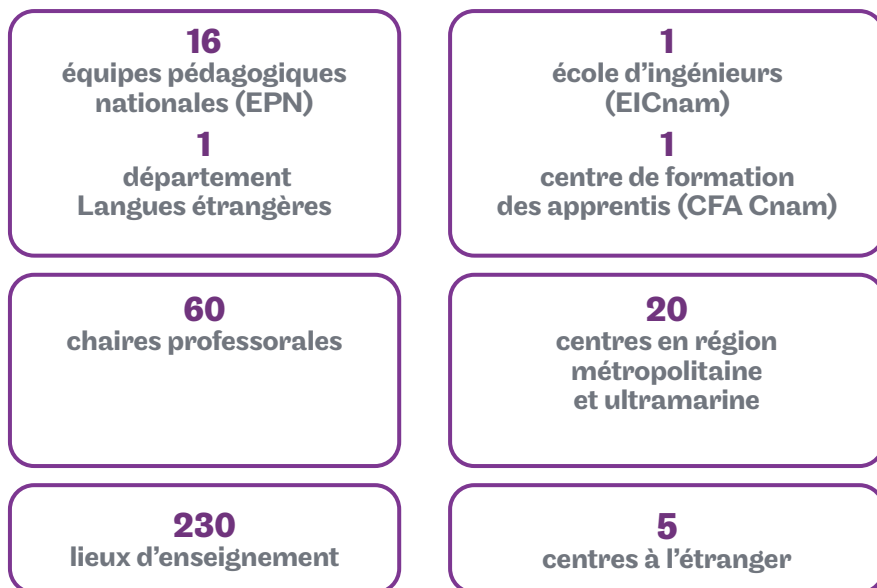 16
équipes pédagogiques
nationales (EPN)
1
département
Langues étrangères
1
école d’ingénieurs
(EICnam)
1
centre de formation
des apprentis (CFA Cnam)
60
chaires professorales
20
centres en région
métropolitaine
et ultramarine
230
lieux d’enseignement
5
centres à l’étranger